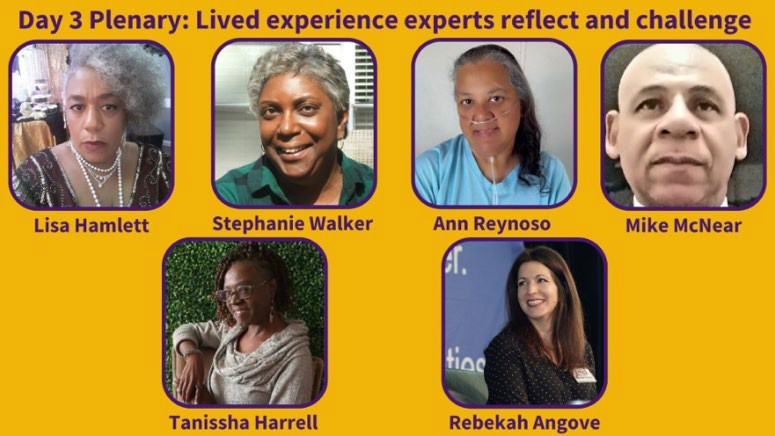 Day 3 Plenary: Lived experience experts reflect and challenge
Lisa Hamlett
Stephanie Walker
Ann Reynoso
Mike McNear
Tanissha Harrell
Rebekah Angove